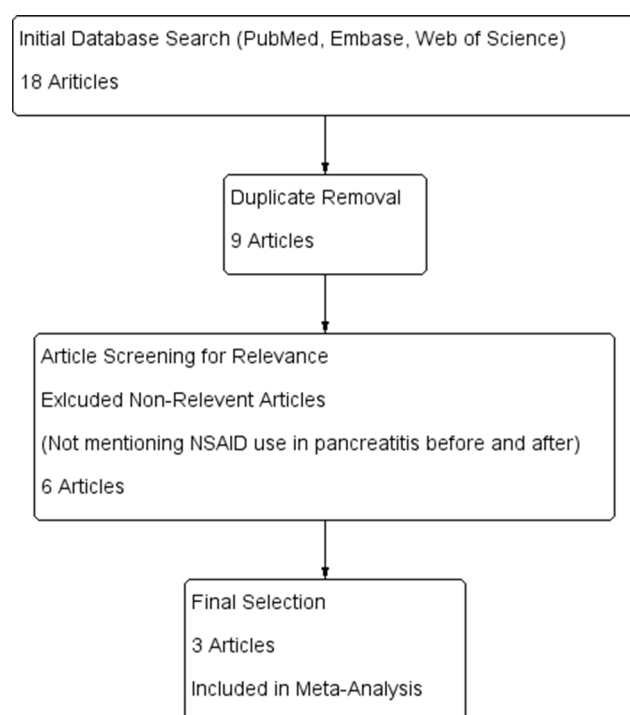 Initial Database Search (PubMed, Embase, Web of Science)
18 Ariticles
Duplicate Removal
9 Articles
Article Screening for Relevance
Exlcuded Non-Relevent Articles
(Not mentioning NSAID use in pancreatitis before and after)
6 Articles
Final Selection
3 Articles
Included in Meta-Analysis